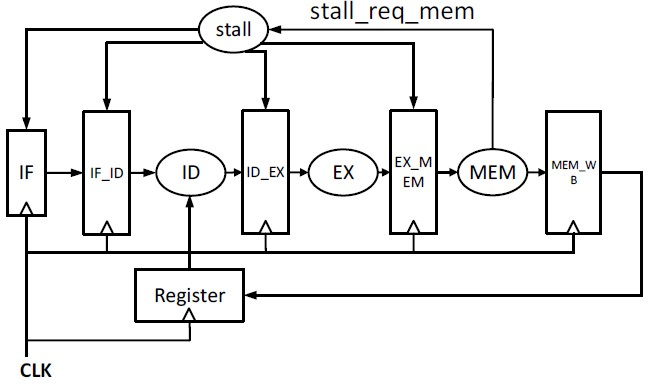 stall_req_mem
stall
IF
IF_ID
ID
ID_EX
EX
EX_M
EM
MEM
MEM_W
B
Register
CLK